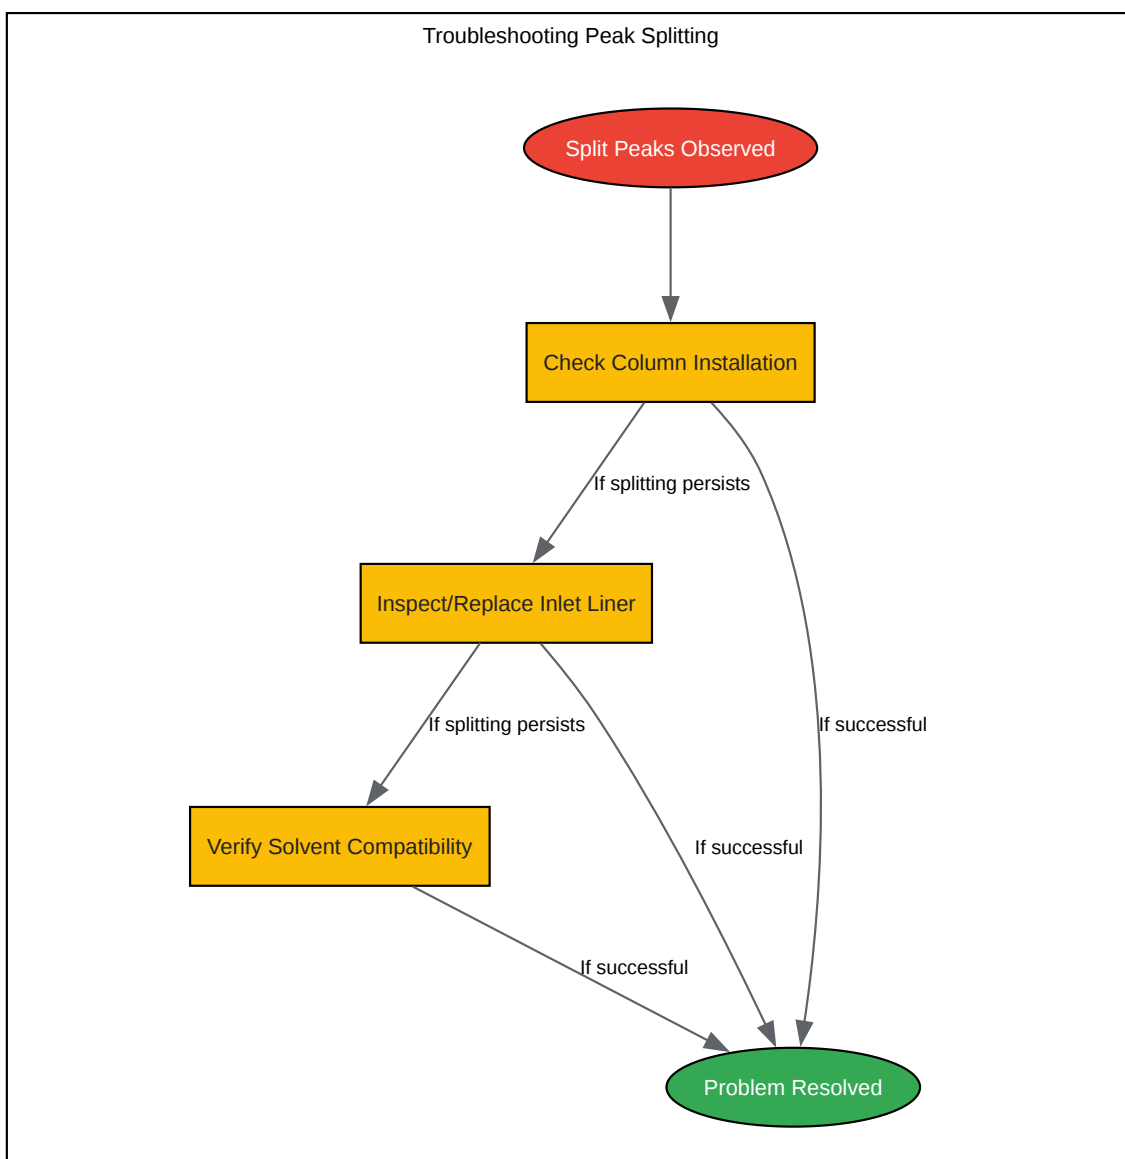 Troubleshooting Peak Splitting
Split Peaks Observed
Check Column Installation
If splitting persists
Inspect/Replace Inlet Liner
If splitting persists
If successful
Verify Solvent Compatibility
If successful
If successful
Problem Resolved